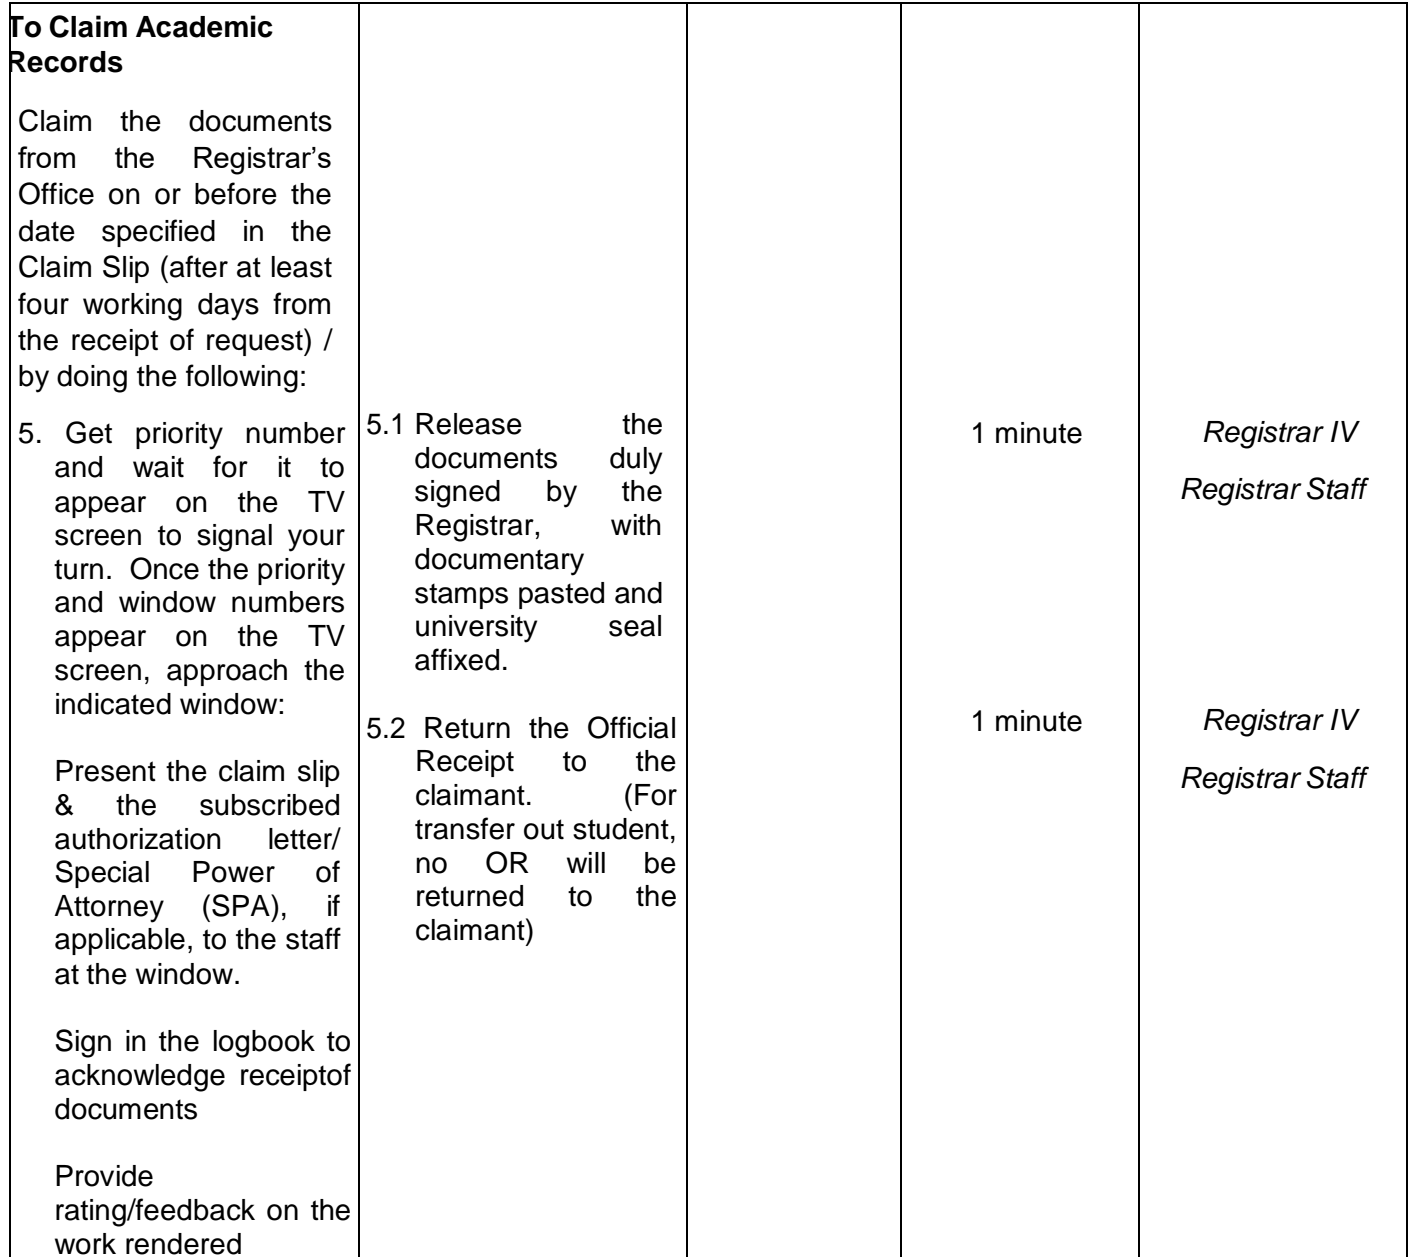 To Claim Academic
Records
Claim the documents
from the Registrar’s
Office on or before the
date specified in the
Claim Slip (after at least
four working days from
the receipt of request) /
by doing the following:
5. Get priority number
and wait for it to
appear on the TV
screen to signal your
turn. Once the priority
and window numbers
appear on the TV
screen, approach the
indicated window:
Present the claim slip
& the subscribed
authorization letter/
Special Power of
Attorney (SPA), if
applicable, to the staff
at the window.
Sign in the logbook to
acknowledge receiptof
documents
Provide
rating/feedback on the
work rendered
5.1 Release the
documents duly
signed by the
Registrar, with
documentary
stamps pasted and
university seal
affixed.
5.2 Return the Official
Receipt to the
claimant. (For
transfer out student,
no OR will be
returned to the
claimant)
1 minute
1 minute
Registrar IV
Registrar Staff
Registrar IV
Registrar Staff